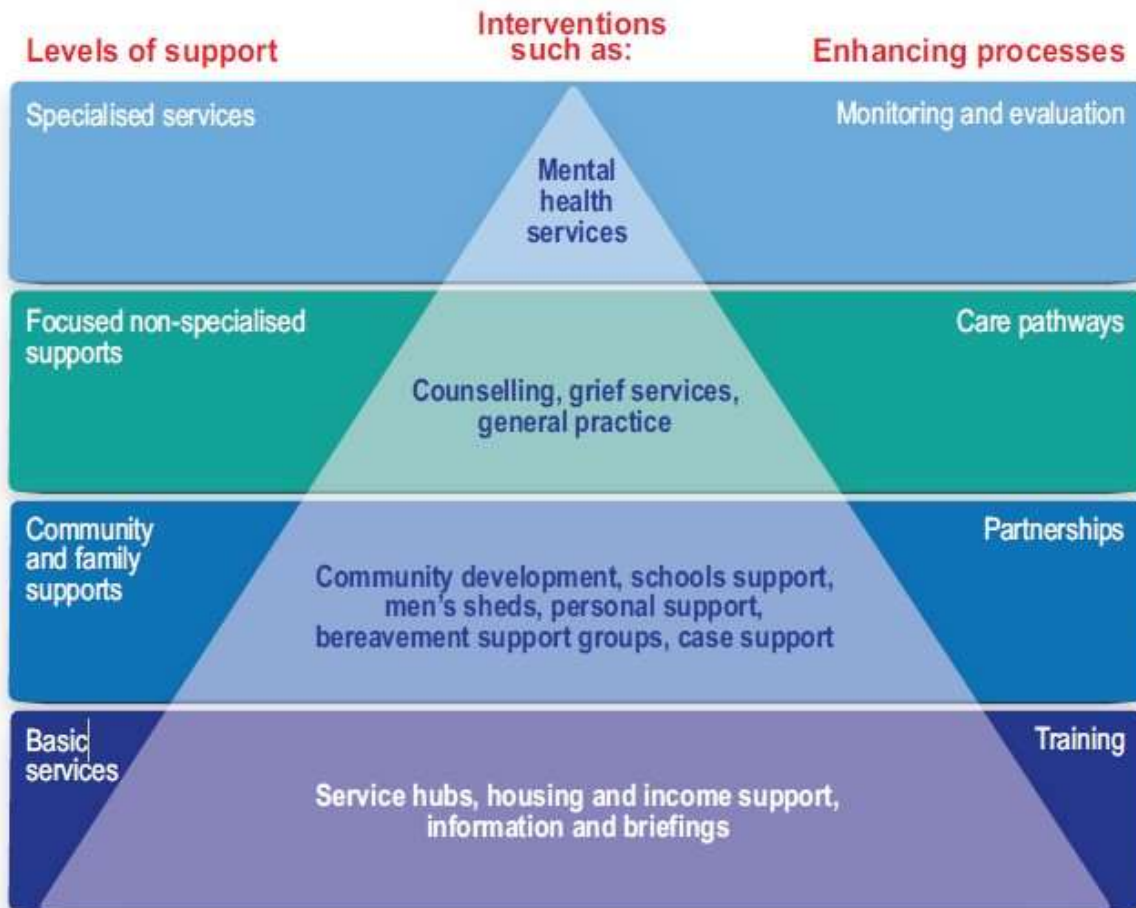 Levels of support
Interventions
such as:
Enhancing processes
Specialised services
Mental
health
services
Monitoring and evaluation
Focused non-specialised
supports
Counselling, grief services,
general practice
Care pathways
Community
and family
supports
Community development, schools support,
men's sheds, personal support,
bereavement support groups, case support
Partnerships
Basic
services
Service hubs, housing and income support,
information and briefings
Training